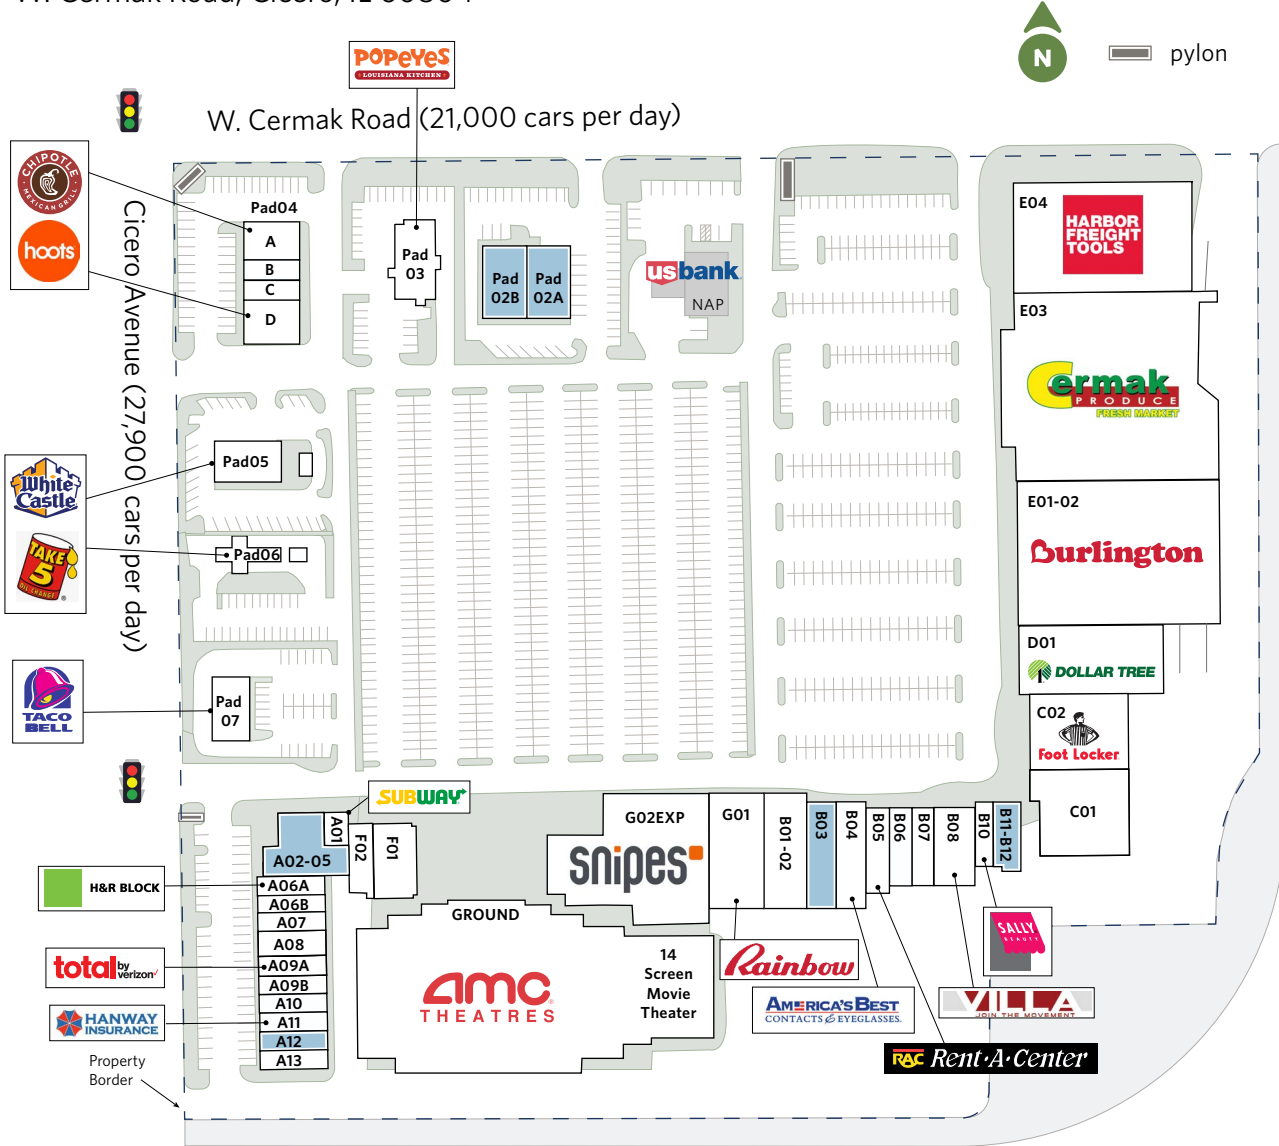 POPEYES
LOUISIANA KITCHEN
N
pylon
W. Cermak Road (21,000 cars per day)
CHIPOTLE
MEXICAN GRILL
hoots
Cicero Avenue (27,900 cars per day)
Pad04
A
B
C
D
Pad
03
Pad
02B
Pad
02A
usbank
NAP
E04
HARBOR
FREIGHT
TOOLS
E03
Cermak
PRODUCE
FRESH MARKET
White
Castle
Pad05
TAKE
5
OIL CHANGE
Pad06
E01-02
Burlington
D01
DOLLAR TREE
TACO
BELL
Pad
07
C02
Foot Locker
C01
SUBWAY
A01
A02-05
F02
F01
G02EXP
snipes
G01
B01-02
B03
B04
B05
B06
B07
B08
B10
B11-B12
H&R BLOCK
A06A
A06B
A07
A08
A09A
A09B
A10
A11
A12
A13
total by
verizon
HANWAY
INSURANCE
Property
Border
GROUND
AMC
THEATRES
14
Screen
Movie
Theater
Rainbow
SALLY
BEAUTY
AMERICA'S BEST
CONTACTS & EYEGLASSES.
VILLA
JOIN THE MOVEMENT
RAC Rent-A-Center